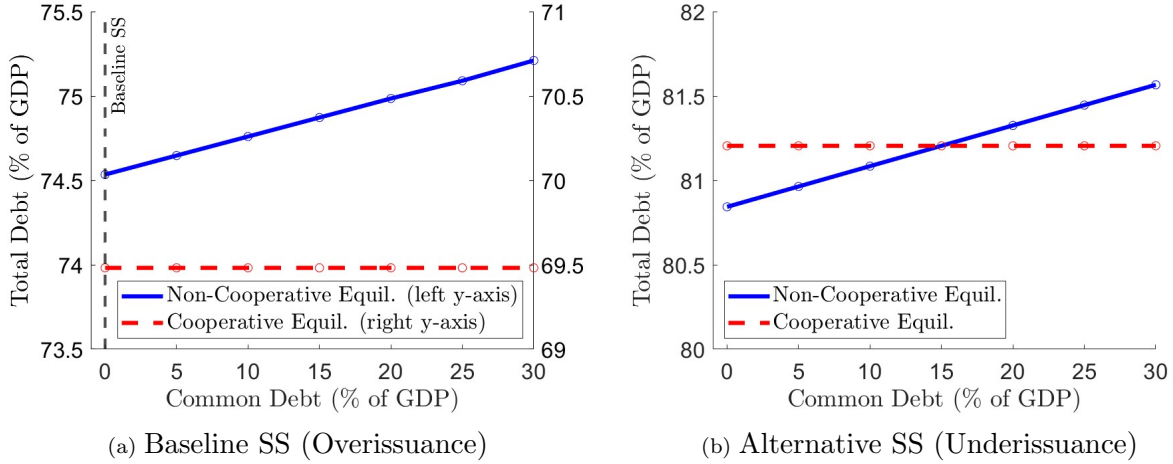 75.5
75
74.5
74
73.5
Total Debt (% of GDP)
Baseline SS
71
70.5
70
69.5
69
Non-Cooperative Equil. (left y-axis)
Cooperative Equil. (right y-axis)
0 5 10 15 20 25 30
Common Debt (% of GDP)
(a) Baseline SS (Overissuance)
82
81.5
81
80.5
80
Total Debt (% of GDP)
Non-Cooperative Equil.
Cooperative Equil.
0 5 10 15 20 25 30
Common Debt (% of GDP)
(b) Alternative SS (Underissuance)